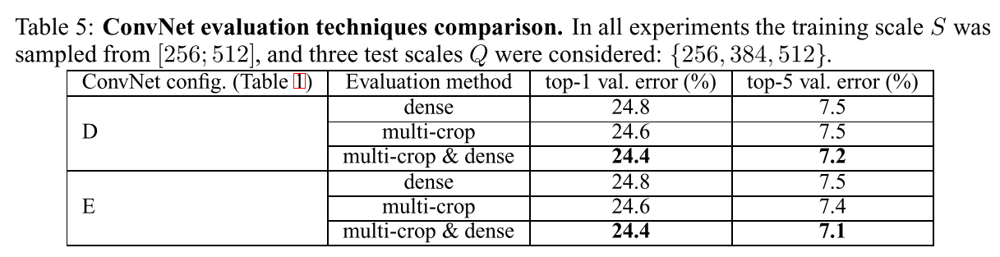 Table 5: ConvNet evaluation techniques comparison. In all experiments the training scale S was
sampled from [256; 512], and three test scales Q were considered: {256, 384, 512}.
ConvNet config. (Table 1) Evaluation method top-1 val. error (%) top-5 val. error (%)
D
dense 24.8 7.5
multi-crop 24.6 7.5
multi-crop & dense 24.4 7.2
E
dense 24.8 7.5
multi-crop 24.6 7.4
multi-crop & dense 24.4 7.1